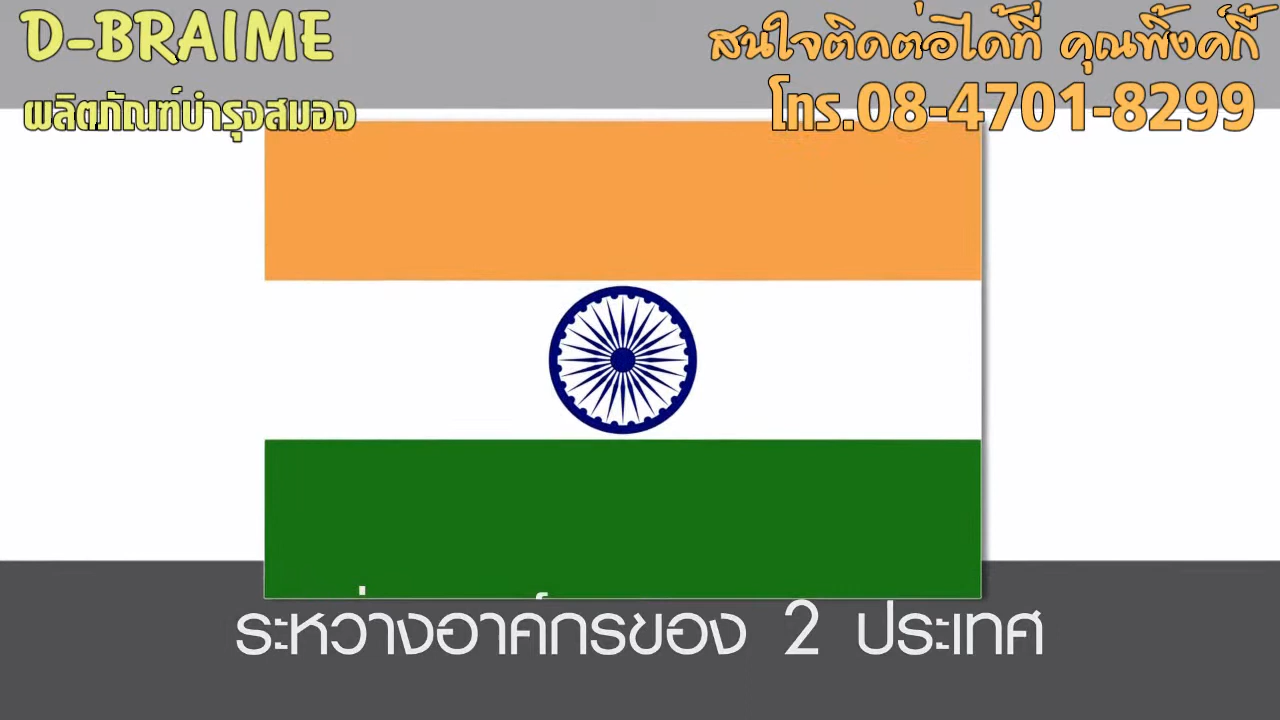 D-BRAIME
ผลิตภัณฑ์บำรุงสมอง
สนใจติดต่อได้ที่ คุณพิ้งค์กี้
โทร.08-4701-8299
ระหว่างอาค์กรของ 2 ประเทศ